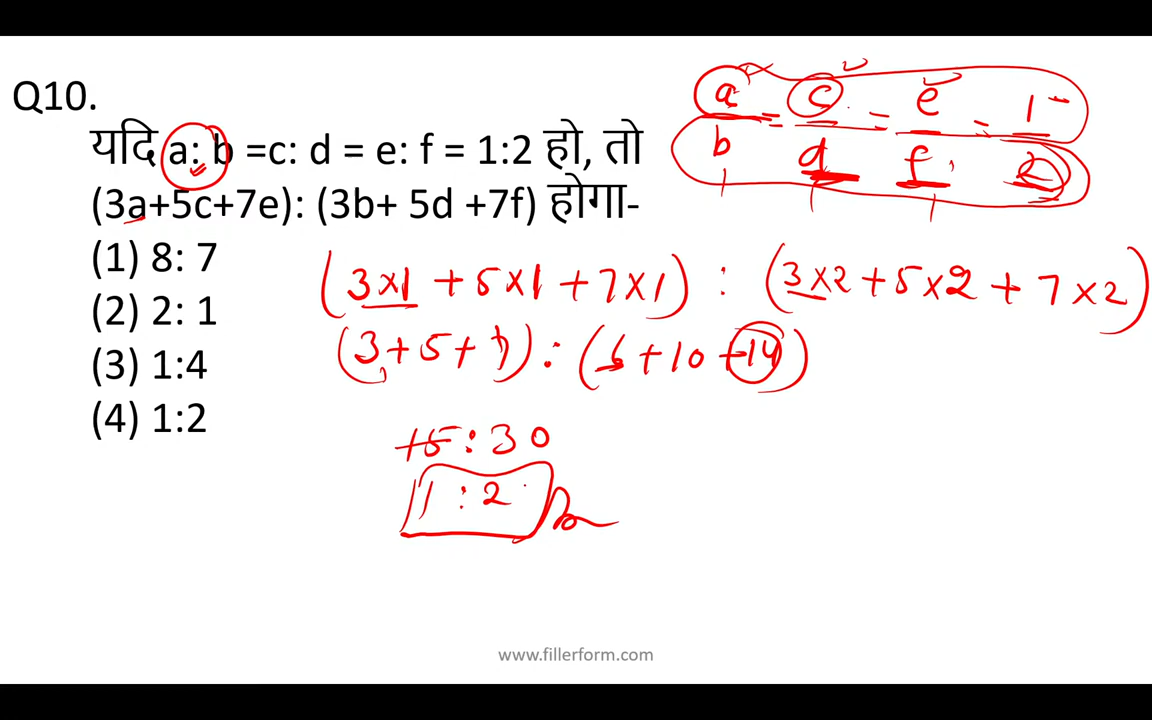 Q10.
यदि a: b =c: d = e: f = 1:2 हो, तो
(3a+5c+7e): (3b+ 5d +7f) होगा-
(1) 8: 7
(2) 2: 1
(3) 1:4
(4) 1:2
a/b = c/d = e/f = 1/2
(3×1 + 5×1 + 7×1) : (3×2 + 5×2 + 7×2)
(3+5+7) : (6+10+14)
15:30
1:2
www.fillerform.com